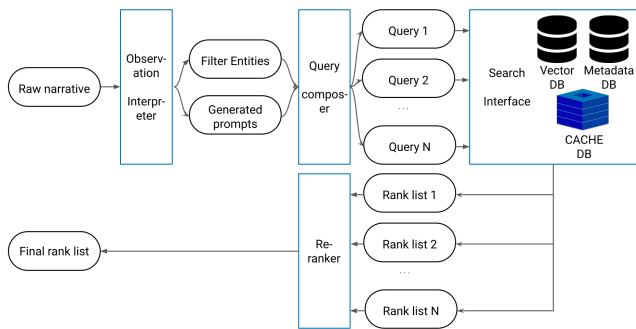 Raw narrative
Observ-
ation
Interpr-
eter
Filter Entities
Generated
prompts
Query
compos-
er
Query 1
Query 2
...
Query N
Search
Interface
Vector
DB
Metadata
DB
CACHE
DB
Rank list 1
Rank list 2
...
Rank list N
Re-
ranker
Final rank list